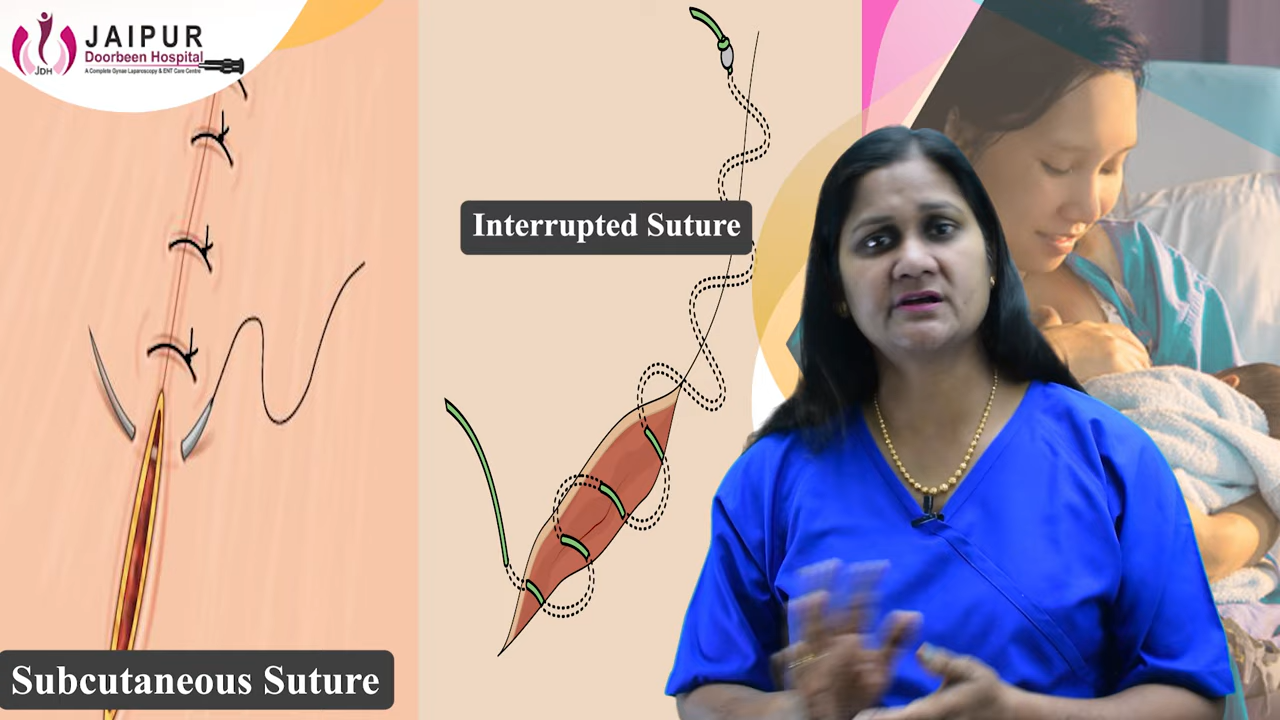 JAIPUR
Doorbeen Hospital
A Complete Gynae Laparoscopy & ENT Care Centre
JDH
Interrupted Suture
Subcutaneous Suture